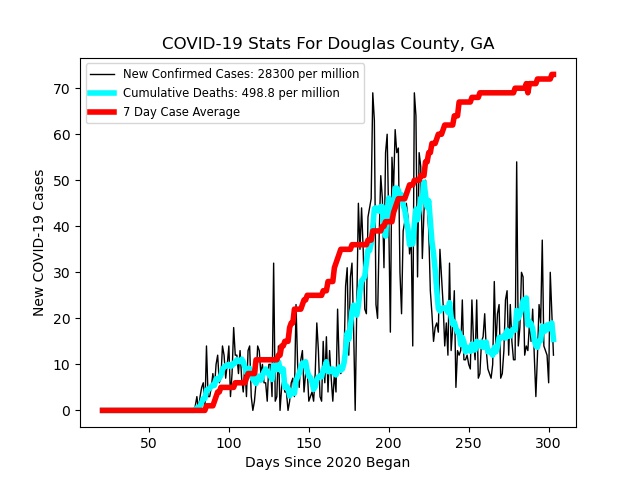 COVID-19 Stats For Douglas County, GA
New Confirmed Cases: 28300 per million
Cumulative Deaths: 498.8 per million
7 Day Case Average
New COVID-19 Cases
70
60
50
40
30
20
10
0
50 100 150 200 250 300
Days Since 2020 Began